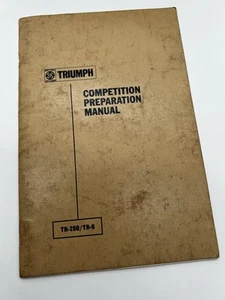 TRIUMPH
COMPETITION
PREPARATION
MANUAL
TR-250/TR-6